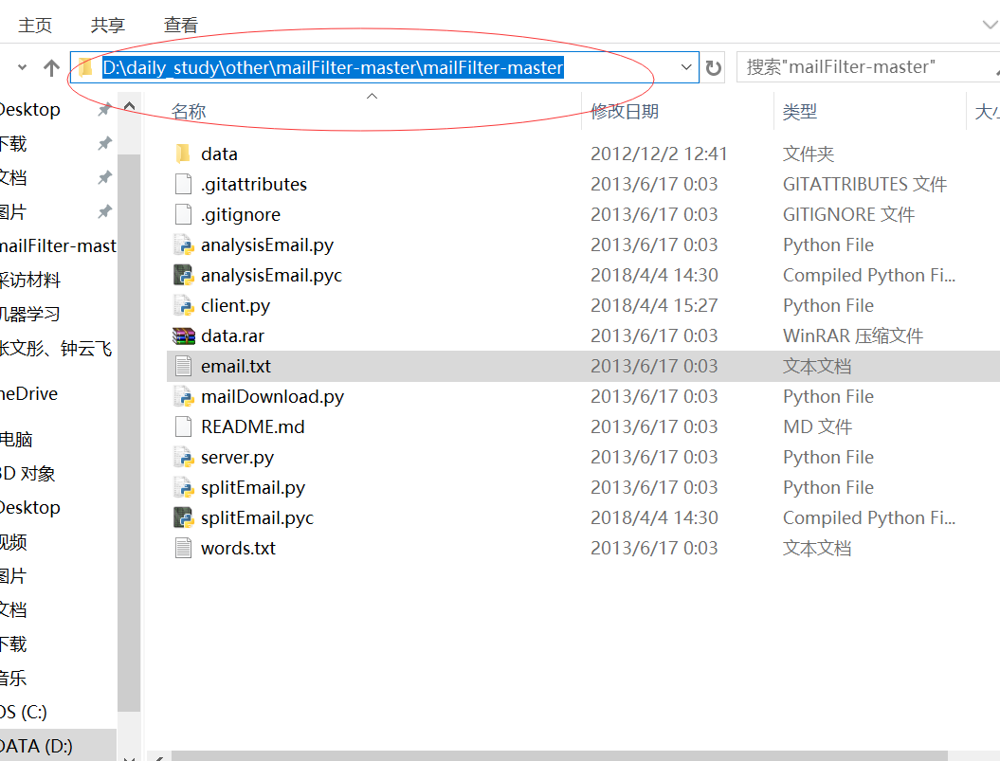 主页 共享 查看
D:\daily_study\other\mailFilter-master\mailFilter-master 搜索"mailFilter-master"
名称 修改日期 类型
data 2012/12/2 12:41 文件夹
.gitattributes 2013/6/17 0:03 GITATTRIBUTES 文件
.gitignore 2013/6/17 0:03 GITIGNORE 文件
analysisEmail.py 2013/6/17 0:03 Python File
analysisEmail.pyc 2018/4/4 14:30 Compiled Python Fi...
client.py 2018/4/4 15:27 Python File
data.rar 2013/6/17 0:03 WinRAR 压缩文件
email.txt 2013/6/17 0:03 文本文档
mailDownload.py 2013/6/17 0:03 Python File
README.md 2013/6/17 0:03 MD 文件
server.py 2013/6/17 0:03 Python File
splitEmail.py 2013/6/17 0:03 Python File
splitEmail.pyc 2018/4/4 14:30 Compiled Python Fi...
words.txt 2013/6/17 0:03 文本文档
Desktop
下载
文档
图片
mailFilter-mast
采访材料
机器学习
张文彤、钟云飞
neDrive
电脑
3D 对象
Desktop
视频
图片
文档
下载
音乐
OS (C:)
DATA (D:)